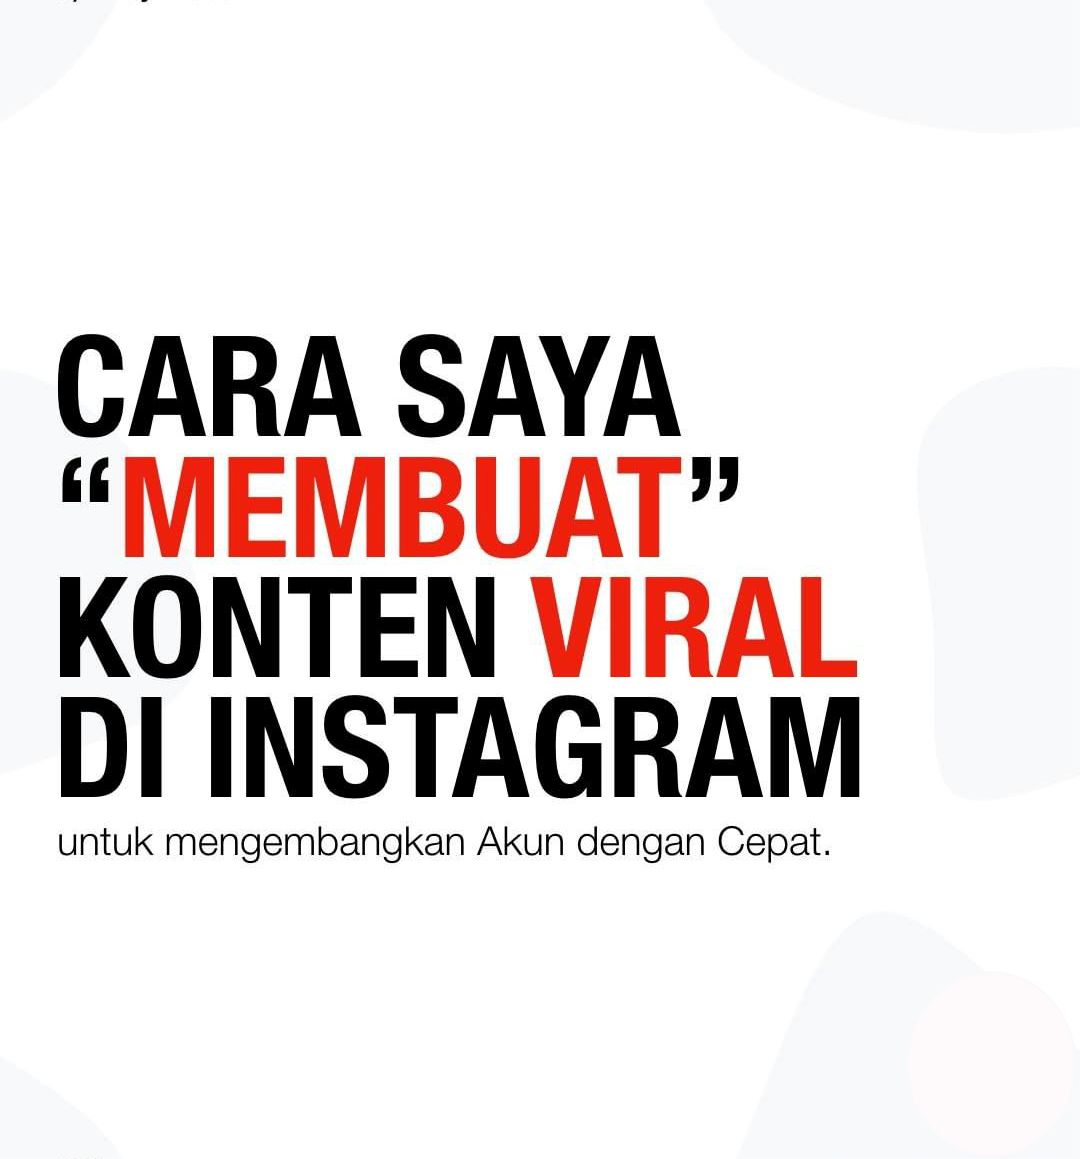 CARA SAYA
“MEMBUAT”
KONTEN VIRAL
DI INSTAGRAM
untuk mengembangkan Akun dengan Cepat.